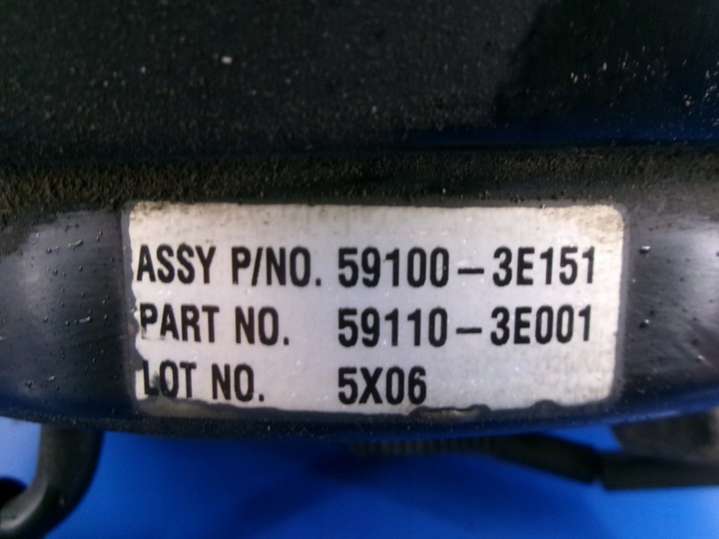 ASSY P/NO. 59100-3E151
PART NO. 59110-3E001
LOT NO. 5X06